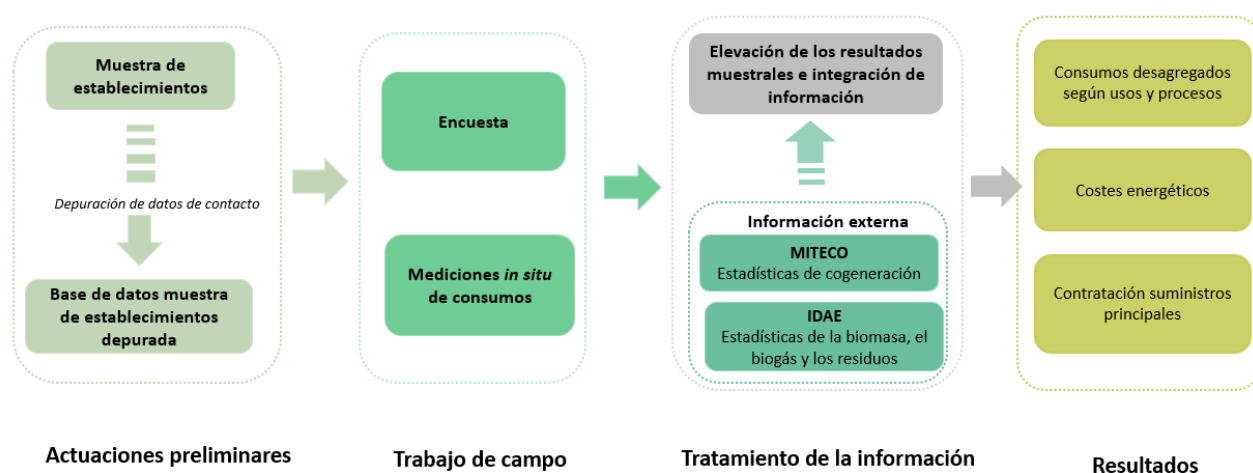 Muestra de
establecimientos
Depuración de datos de contacto
Base de datos muestra
de establecimientos
depurada
Actuaciones preliminares
Encuesta
Mediciones in situ
de consumos
Trabajo de campo
Elevación de los resultados
muestrales e integración de
información
Información externa
MITECO
Estadísticas de cogeneración
IDAE
Estadísticas de la biomasa, el
biogás y los residuos
Tratamiento de la información
Consumos desagregados
según usos y procesos
Costes energéticos
Contratación suministros
principales
Resultados